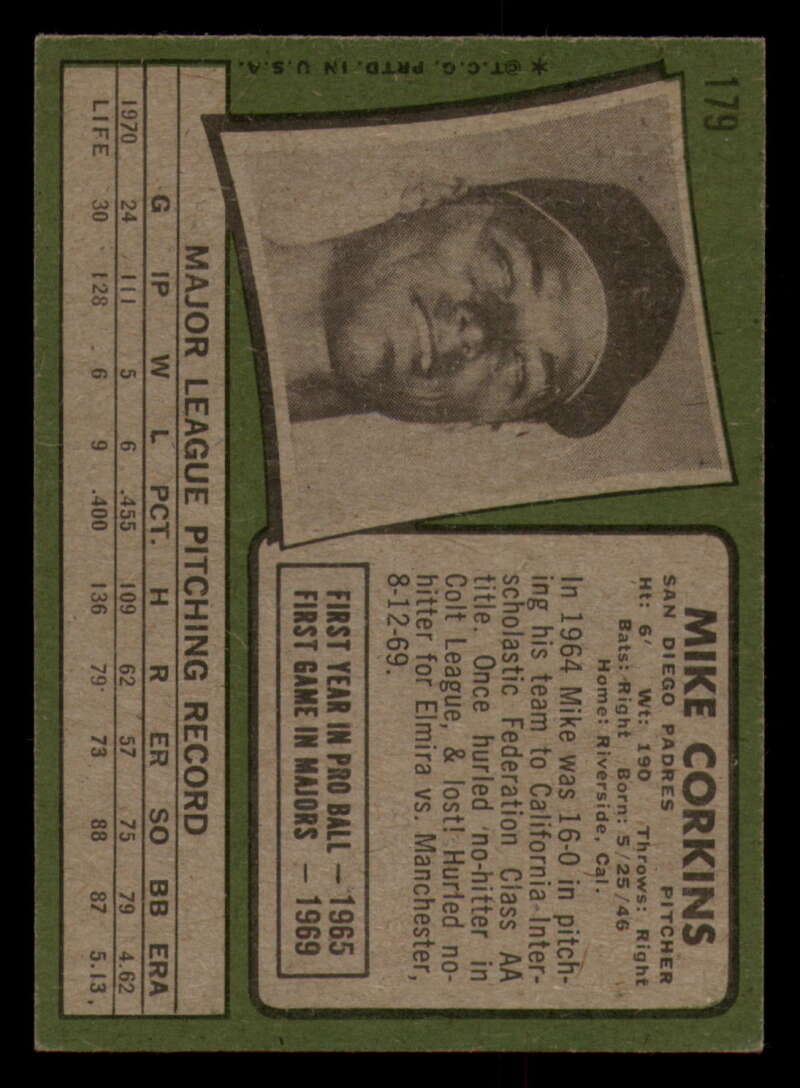 179
* ©T.C.G. PRTD. IN U.S.A.
MIKE CORKINS
SAN DIEGO PADRES PITCHER
Ht: 6' Wt: 190 Throws: Right
Bats: Right Born: 5/25/46
Home: Riverside, Cal.
In 1964 Mike was 16-0 in pitch-
ing his team to California Inter-
scholastic Federation Class AA
title. Once hurled no-hitter in
Colt League, & lost! Hurled no-
hitter for Elmira vs. Manchester,
8-12-69.
FIRST YEAR IN PRO BALL — 1965
FIRST GAME IN MAJORS — 1969
MAJOR LEAGUE PITCHING RECORD
G IP W L PCT. H R ER SO BB ERA
1970 24 111 5 6 .455 109 62 57 75 79 4.62
LIFE 30 128 6 9 .400 136 79 73 88 87 5.13